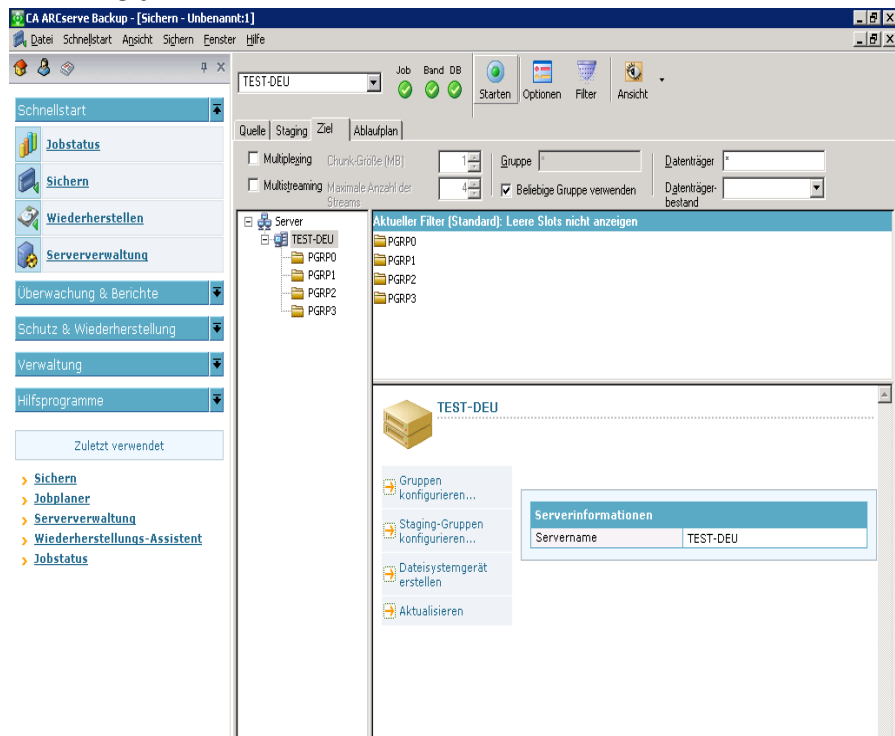 CA ARCserve Backup - [Sichern - Unbenannt:1]
Datei Schnellstart Ansicht Sichern Fenster Hilfe
TEST-DEU
Job Band DB
Starten Optionen Filter Ansicht
Schnellstart
Jobstatus
Sichern
Wiederherstellen
Serververwaltung
Überwachung & Berichte
Schutz & Wiederherstellung
Verwaltung
Hilfsprogramme
Zuletzt verwendet
Sichern
Jobplaner
Serververwaltung
Wiederherstellungs-Assistent
Jobstatus
Quelle Staging Ziel Ablaufplan
Multiplexing Chunk-Größe (MB) 1 Gruppe * Datenträger *
Multistreaming Maximale Anzahl der Streams 4 Beliebige Gruppe verwenden Datenträger-
bestand
Server
TEST-DEU
PGRP0
PGRP1
PGRP2
PGRP3
Aktueller Filter (Standard): Leere Slots nicht anzeigen
PGRP0
PGRP1
PGRP2
PGRP3
TEST-DEU
Gruppen
konfigurieren...
Staging-Gruppen
konfigurieren...
Dateisystemgerät
erstellen
Aktualisieren
Serverinformationen
Servername TEST-DEU